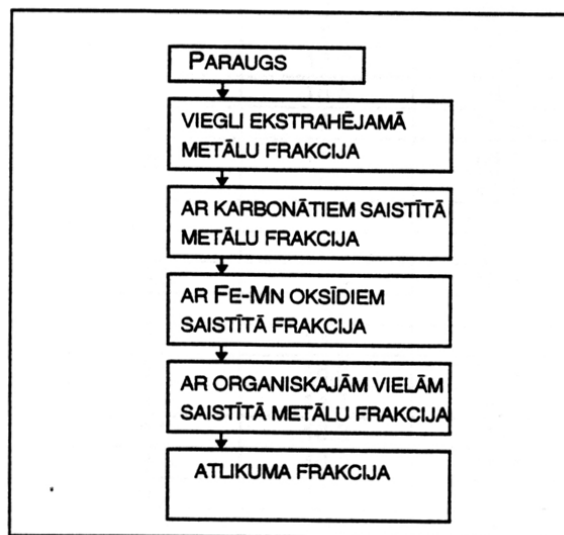 PARAUGS
VIEGLI EKSTRAHĒJAMĀ
METĀLU FRAKCIJA
AR KARBONĀTIEM SAISTĪTĀ
METĀLU FRAKCIJA
AR FE-MN OKSĪDIEM
SAISTĪTĀ FRAKCIJA
AR ORGANISKAJĀM VIELĀM
SAISTĪTĀ METĀLU FRAKCIJA
ATLIKUMA FRAKCIJA